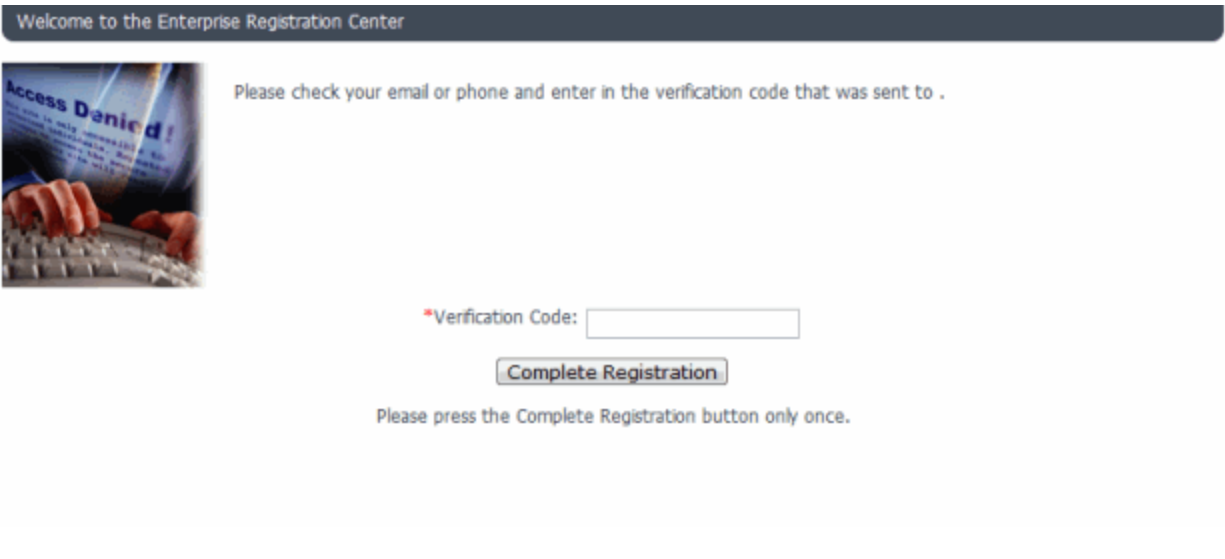 Welcome to the Enterprise Registration Center
Access Denied!
Please check your email or phone and enter in the verification code that was sent to .
*Verification Code:
Complete Registration
Please press the Complete Registration button only once.